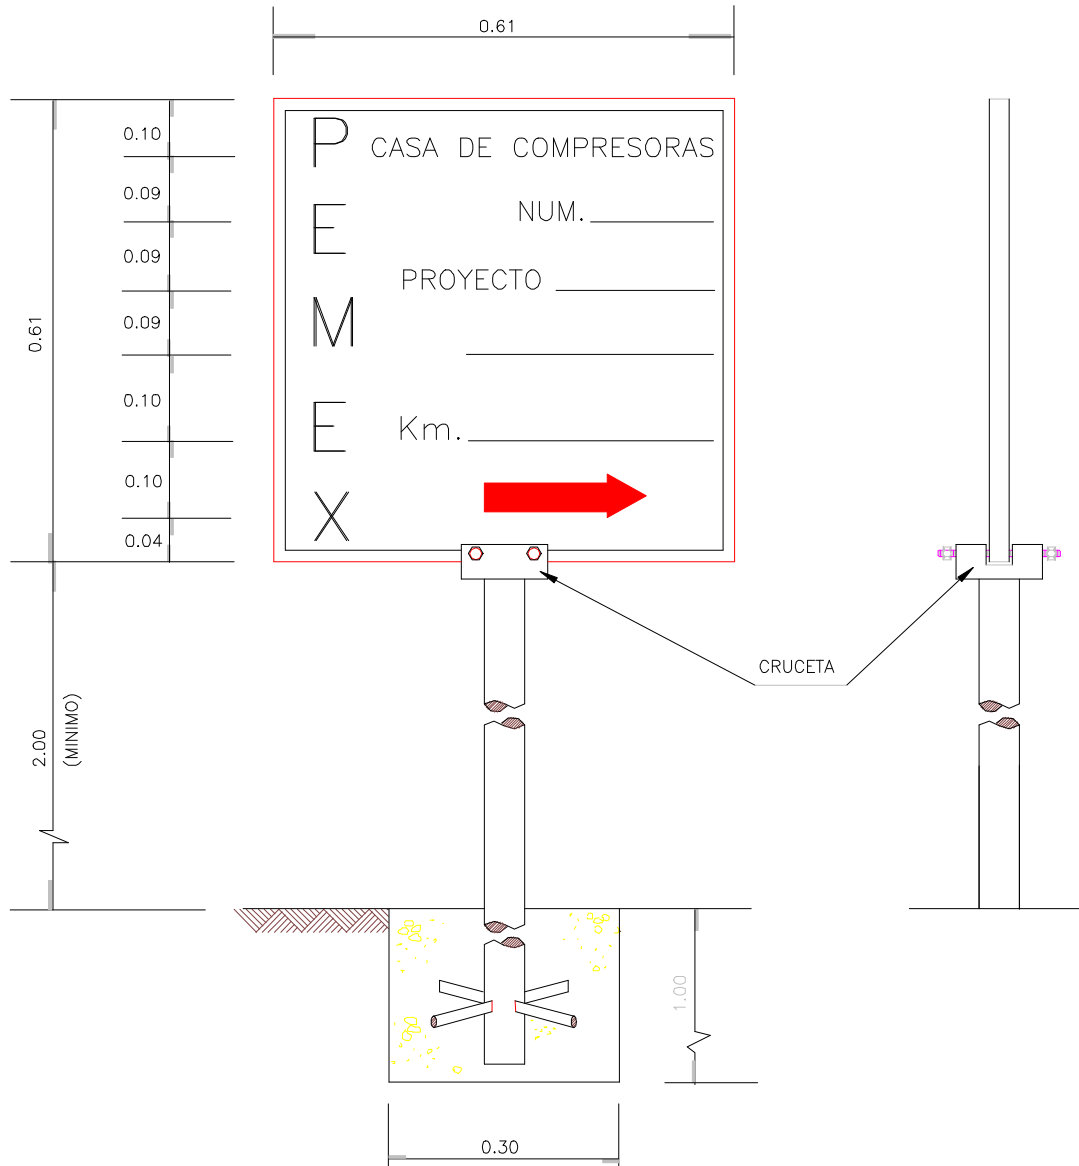 0.61
0.10
0.09
0.09
0.09
0.10
0.10
0.04
0.61
2.00
(MINIMO)
P
E
M
E
X
CASA DE COMPRESORAS
NUM.
PROYECTO
Km.
CRUCETA
1.00
0.30